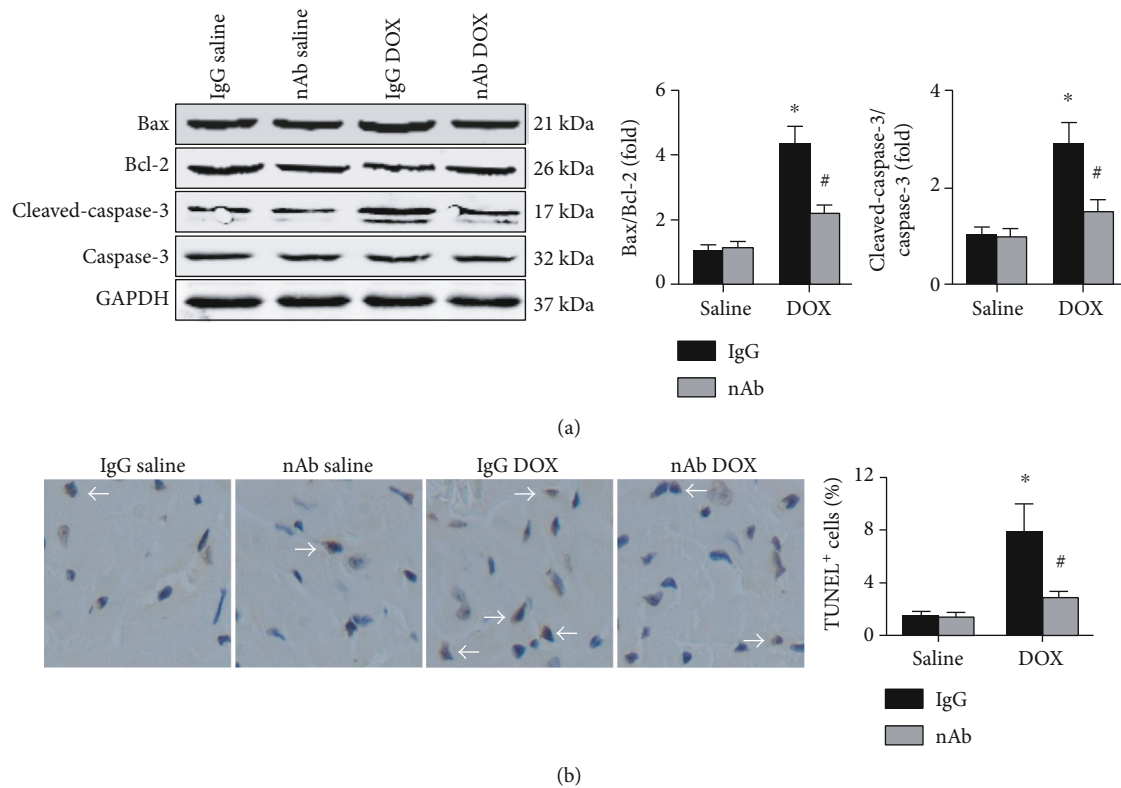 IgG saline
nAb saline
IgG DOX
nAb DOX
Bax
21 kDa
Bcl-2
26 kDa
Cleaved-caspase-3
17 kDa
Caspase-3
32 kDa
GAPDH
37 kDa
Bax/Bcl-2 (fold)
6
4
2
0
*
#
Saline
DOX
Cleaved-caspase-3/
caspase-3 (fold)
4
2
0
*
#
Saline
DOX
IgG
nAb
(a)
IgG saline
nAb saline
IgG DOX
nAb DOX
TUNEL⁺ cells (%)
12
8
4
0
*
#
Saline
DOX
IgG
nAb
(b)